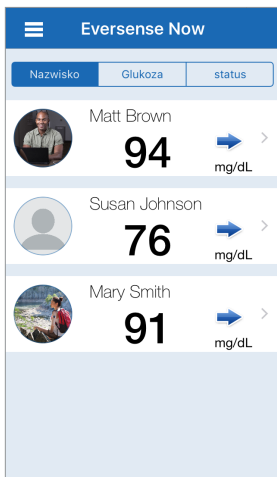 Eversense Now
Nazwisko Glukoza status
Matt Brown
94
mg/dL
Susan Johnson
76
mg/dL
Mary Smith
91
mg/dL